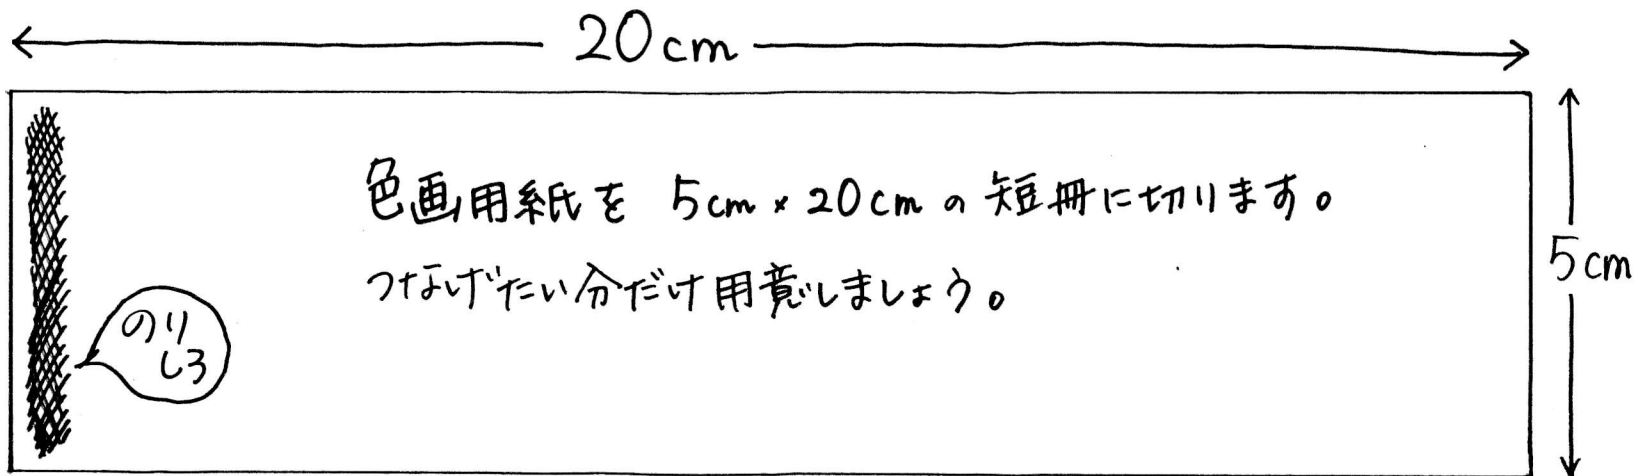 20cm
色画用紙を 5cm×20cmの短冊に切ります。
つなげたい分だけ用意しましょう。
5cm
のり
しろ